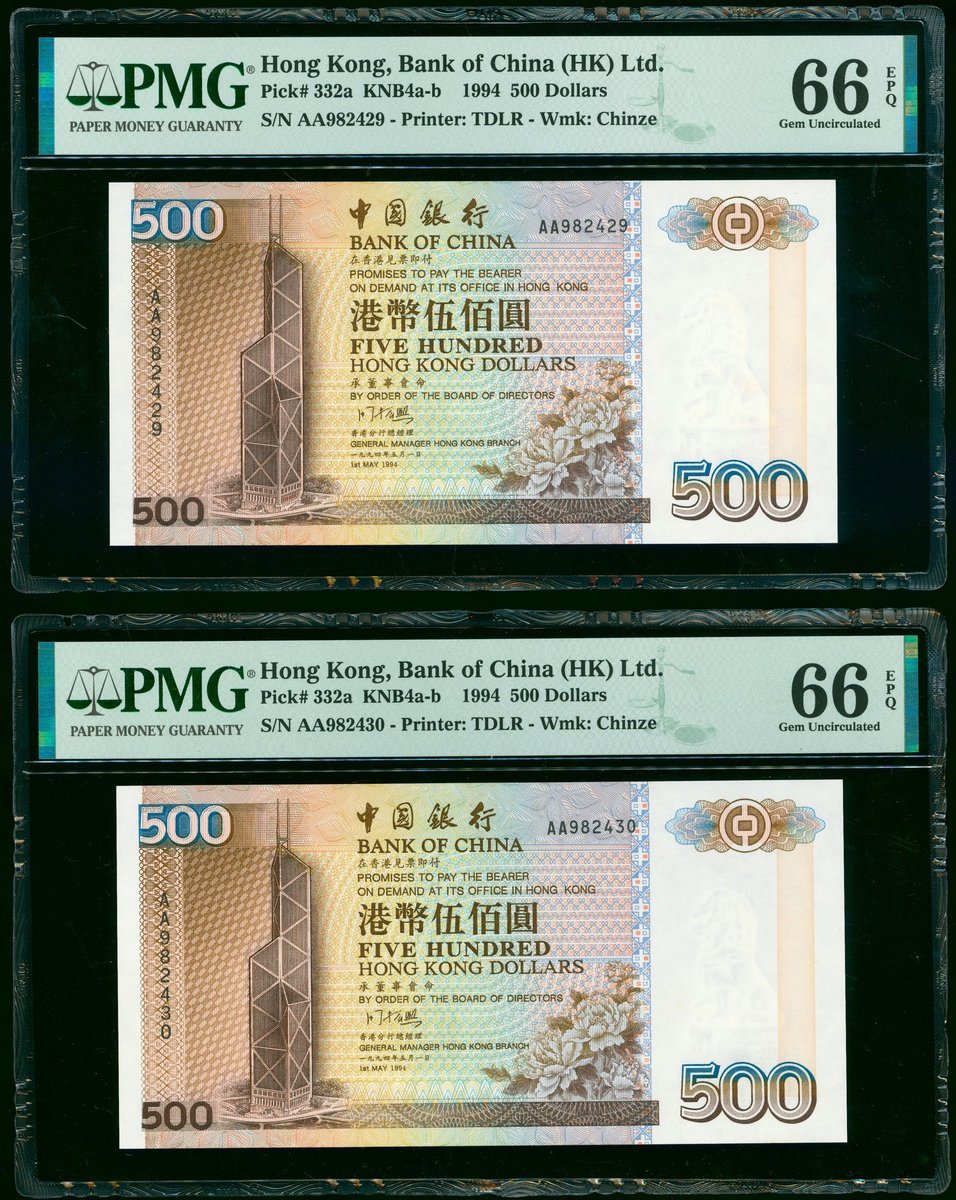 PMG®
PAPER MONEY GUARANTY
Hong Kong, Bank of China (HK) Ltd.
Pick# 332a KNB4a-b 1994 500 Dollars
S/N AA982429 - Printer: TDLR - Wmk: Chinze
66 EPQ
Gem Uncirculated
500
中國銀行
AA982429
BANK OF CHINA
在香港見票即付
PROMISES TO PAY THE BEARER
ON DEMAND AT ITS OFFICE IN HONG KONG
AA982429
港幣伍佰圓
FIVE HUNDRED
HONG KONG DOLLARS
承董事會命
BY ORDER OF THE BOARD OF DIRECTORS
香港分行總經理
GENERAL MANAGER HONG KONG BRANCH
一九九四年五月一日
1st MAY 1994
500
500
PMG®
PAPER MONEY GUARANTY
Hong Kong, Bank of China (HK) Ltd.
Pick# 332a KNB4a-b 1994 500 Dollars
S/N AA982430 - Printer: TDLR - Wmk: Chinze
66 EPQ
Gem Uncirculated
500
中國銀行
AA982430
BANK OF CHINA
在香港見票即付
PROMISES TO PAY THE BEARER
ON DEMAND AT ITS OFFICE IN HONG KONG
AA982430
港幣伍佰圓
FIVE HUNDRED
HONG KONG DOLLARS
承董事會命
BY ORDER OF THE BOARD OF DIRECTORS
香港分行總經理
GENERAL MANAGER HONG KONG BRANCH
一九九四年五月一日
1st MAY 1994
500
500